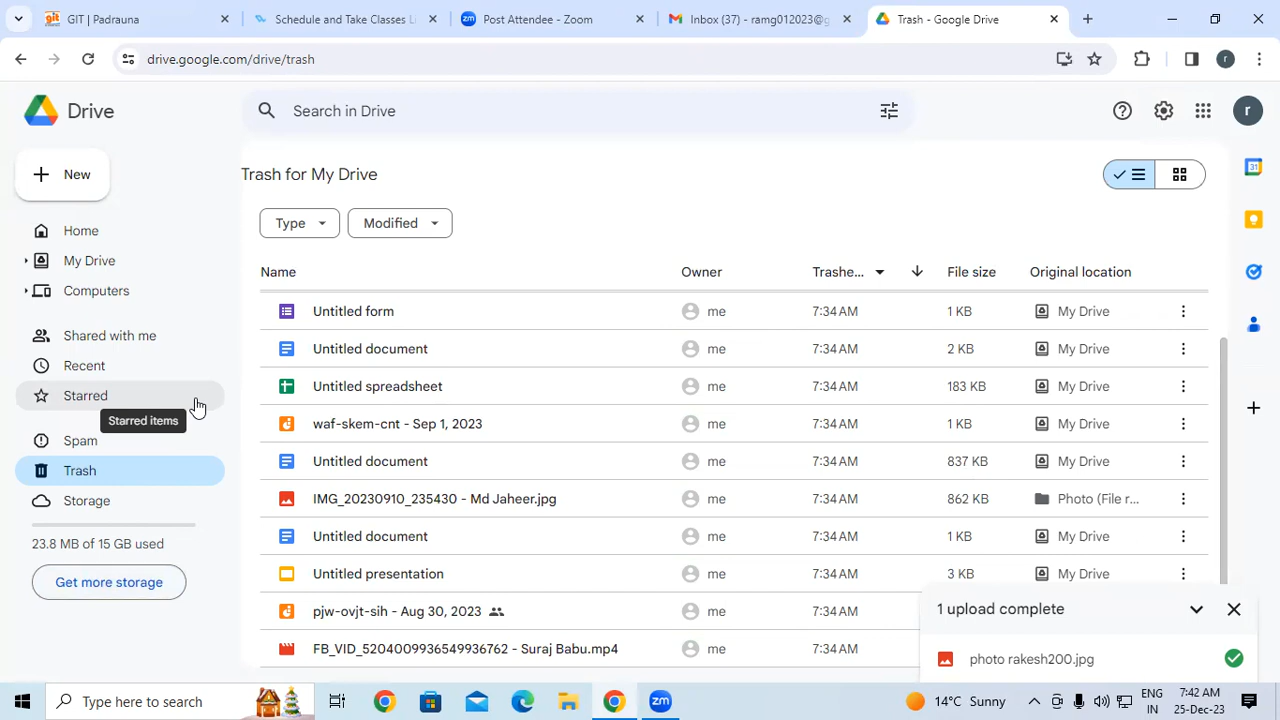 GIT | Padrauna
Schedule and Take Classes Li
Post Attendee - Zoom
Inbox (37) - ramg012023@g
Trash - Google Drive
drive.google.com/drive/trash
Drive
Search in Drive
r
New
Trash for My Drive
Type
Modified
Home
My Drive
Computers
Shared with me
Recent
Starred
Starred items
Spam
Trash
Storage
23.8 MB of 15 GB used
Get more storage
Name Owner Trashe... File size Original location
Untitled form me 7:34 AM 1 KB My Drive
Untitled document me 7:34 AM 2 KB My Drive
Untitled spreadsheet me 7:34 AM 183 KB My Drive
waf-skem-cnt - Sep 1, 2023 me 7:34 AM 1 KB My Drive
Untitled document me 7:34 AM 837 KB My Drive
IMG_20230910_235430 - Md Jaheer.jpg me 7:34 AM 862 KB Photo (File r...
Untitled document me 7:34 AM 1 KB My Drive
Untitled presentation me 7:34 AM 3 KB My Drive
pjw-ovjt-sih - Aug 30, 2023 me 7:34 AM
FB_VID_5204009936549936762 - Suraj Babu.mp4 me 7:34 AM
1 upload complete
photo rakesh200.jpg
Type here to search
14°C Sunny
ENG
IN
7:42 AM
25-Dec-23